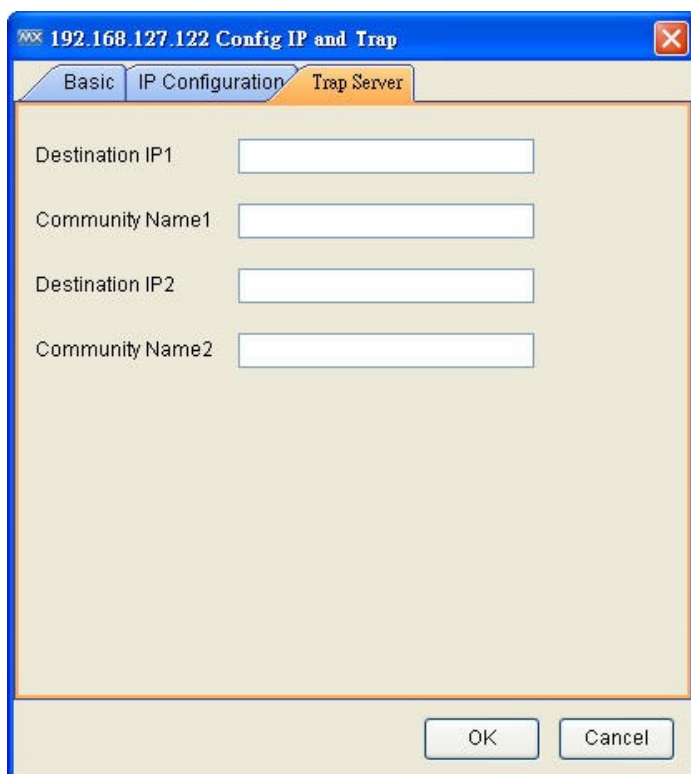 MX 192.168.127.122 Config IP and Trap
Basic IP Configuration Trap Server
Destination IP1
Community Name1
Destination IP2
Community Name2
OK Cancel